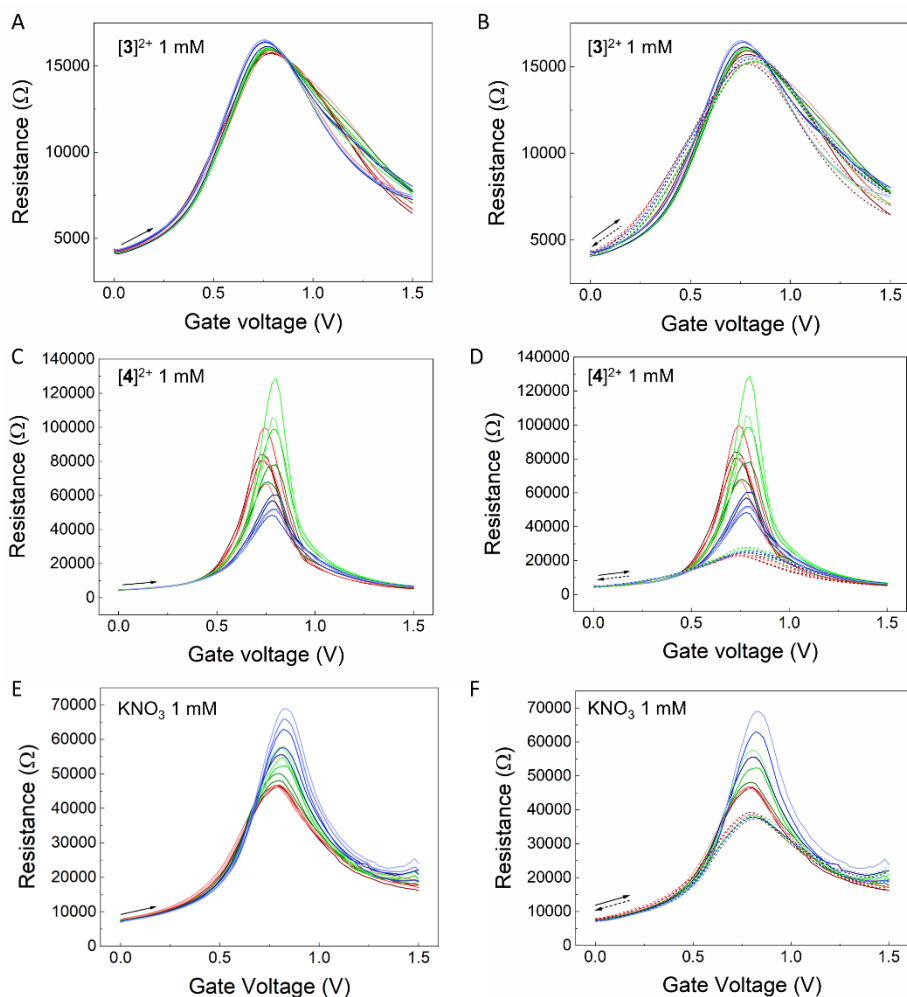 A
[3]²⁺ 1 mM
15000
10000
5000
Resistance (Ω)
0.0 0.5 1.0 1.5
Gate voltage (V)
B
[3]²⁺ 1 mM
15000
10000
5000
Resistance (Ω)
0.0 0.5 1.0 1.5
Gate voltage (V)
C
[4]²⁺ 1 mM
140000
120000
100000
80000
60000
40000
20000
0
Resistance (Ω)
0.0 0.5 1.0 1.5
Gate voltage (V)
D
[4]²⁺ 1 mM
140000
120000
100000
80000
60000
40000
20000
0
Resistance (Ω)
0.0 0.5 1.0 1.5
Gate voltage (V)
E
KNO₃ 1 mM
70000
60000
50000
40000
30000
20000
10000
0
Resistance (Ω)
0.0 0.5 1.0 1.5
Gate Voltage (V)
F
KNO₃ 1 mM
70000
60000
50000
40000
30000
20000
10000
0
Resistance (Ω)
0.0 0.5 1.0 1.5
Gate Voltage (V)